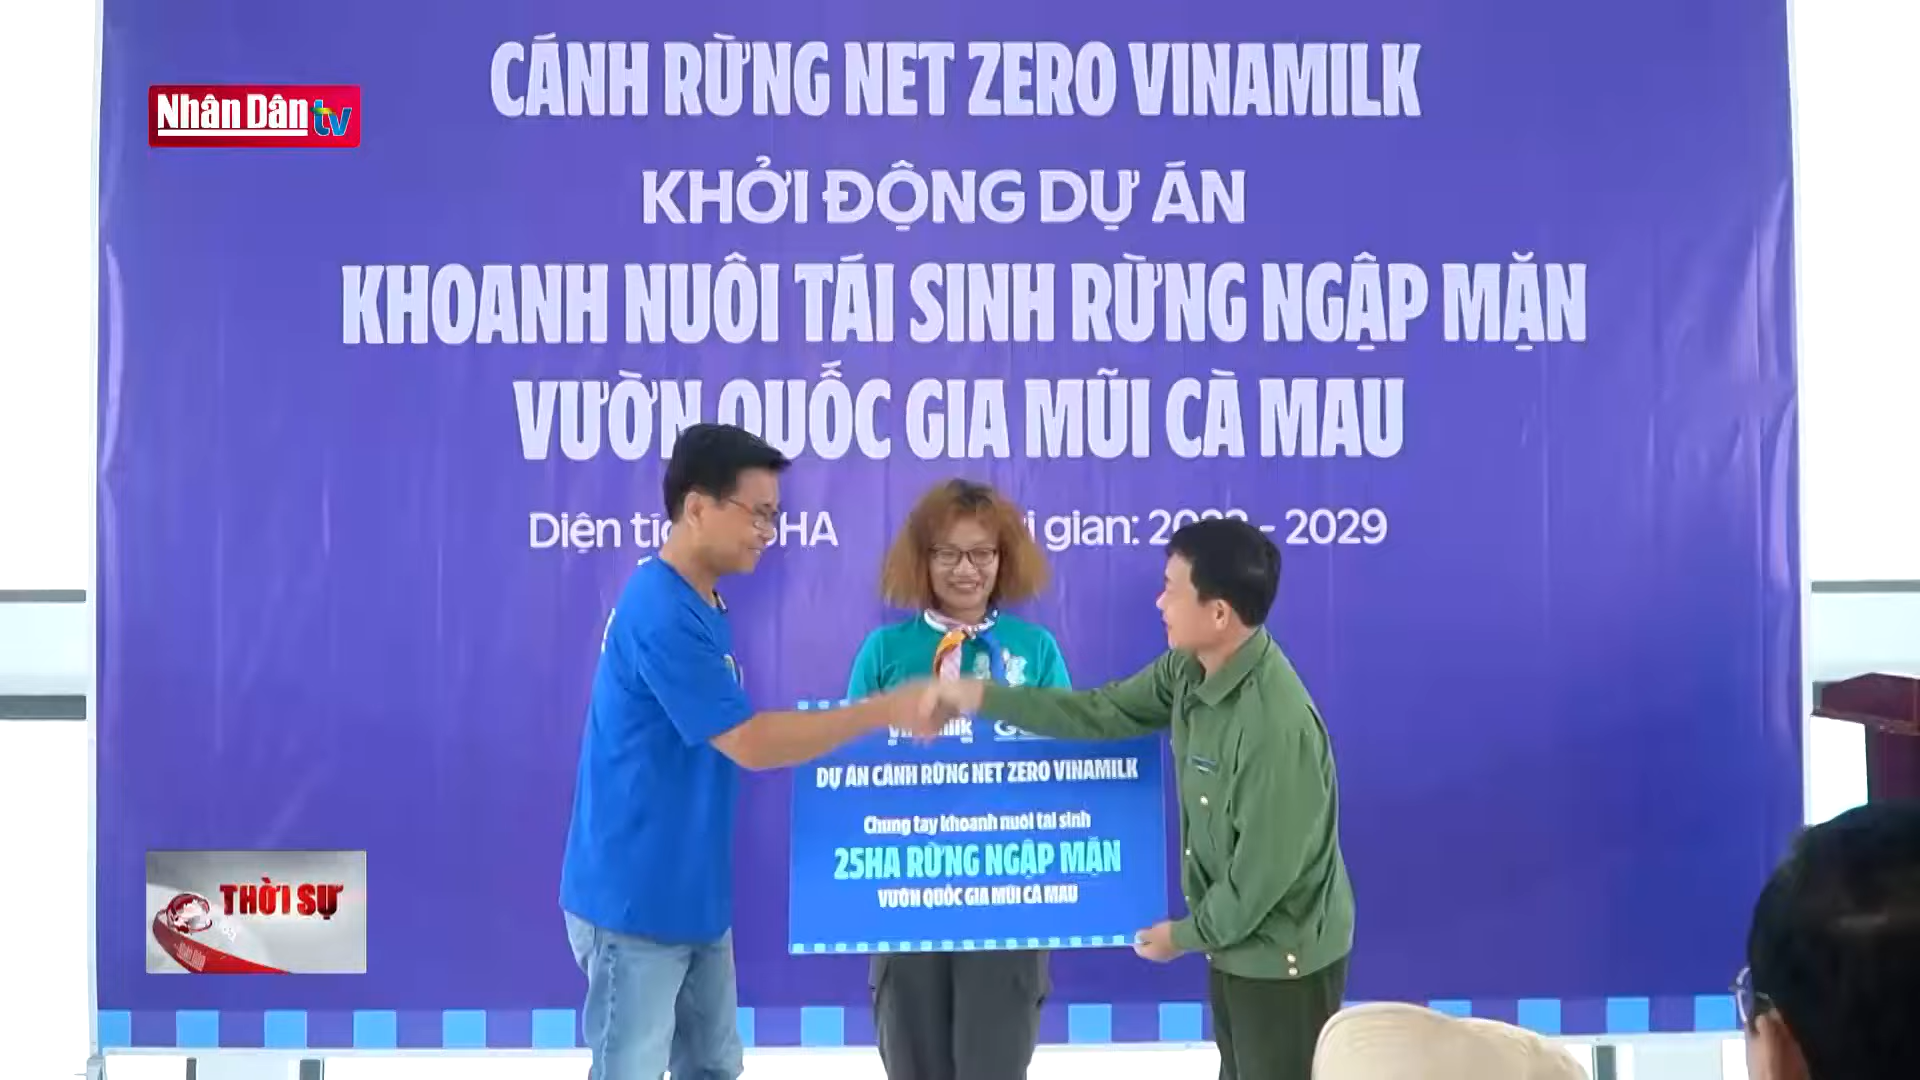 CÁNH RỪNG NET ZERO VINAMILK
Nhân Dân tv
KHỞI ĐỘNG DỰ ÁN
KHOANH NUÔI TÁI SINH RỪNG NGẬP MẶN
VƯỜN QUỐC GIA MŨI CÀ MAU
Diện HA gian: - 2029
DỰ ÁN CÁNH RỪNG NET ZERO VINAMILK
Chung tay khoanh nuôi tái sinh
25HA RỪNG NGẬP MẶN
VƯỜN QUỐC GIA MŨI CÀ MAU
THỜI SỰ